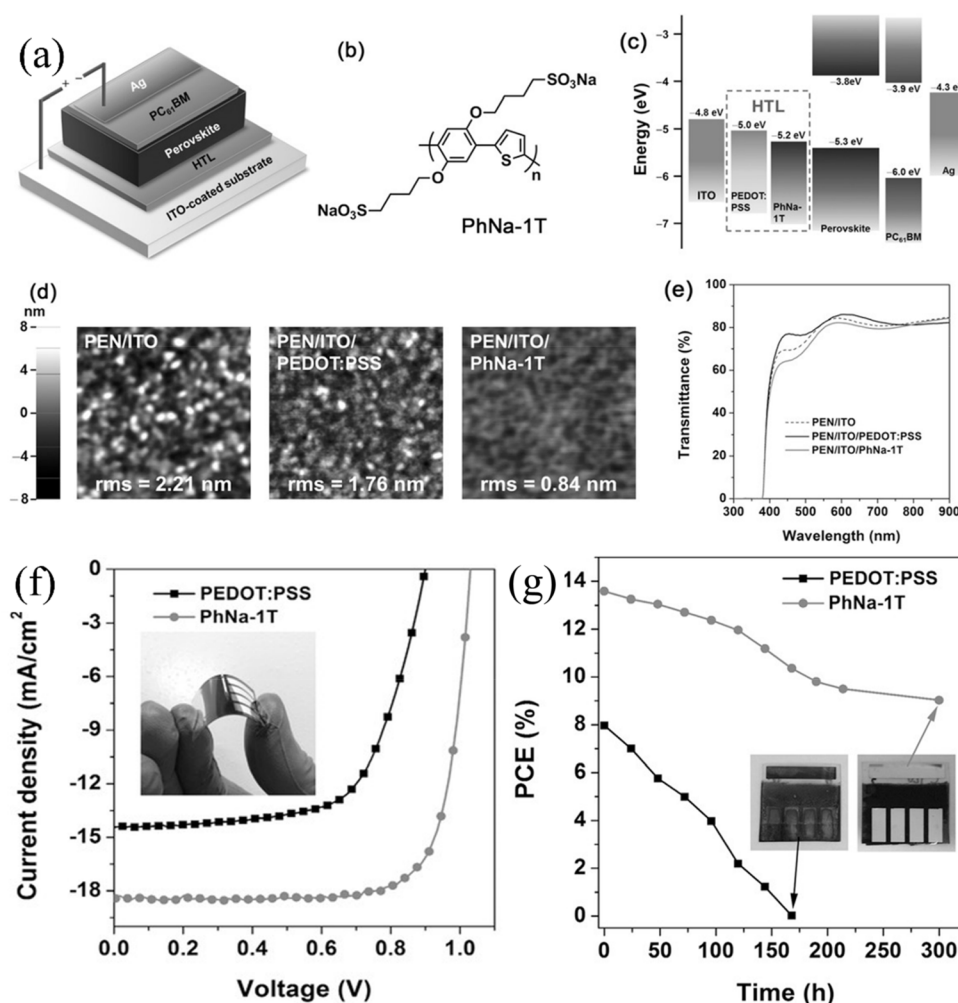 (a)
+ −
Ag
PC₆₁BM
Perovskite
HTL
ITO-coated substrate
(b)
SO₃Na
O
O
S
n
NaO₃S
PhNa-1T
(c)
Energy (eV)
−3
−4
−5
−6
−7
HTL
−4.8 eV
ITO
−5.0 eV
PEDOT:
PSS
−5.2 eV
PhNa-
1T
−3.8eV
−5.3 eV
Perovskite
−3.9 eV
−6.0 eV
PC₆₁BM
−4.3 eV
Ag
(d)
nm
8
4
0
−4
−8
PEN/ITO
rms = 2.21 nm
PEN/ITO/
PEDOT:PSS
rms = 1.76 nm
PEN/ITO/
PhNa-1T
rms = 0.84 nm
(e)
Transmittance (%)
100
80
60
40
20
0
PEN/ITO
PEN/ITO/PEDOT:PSS
PEN/ITO/PhNa-1T
300 400 500 600 700 800 900
Wavelength (nm)
(f)
Current density (mA/cm²)
0
-3
-6
-9
-12
-15
-18
PEDOT:PSS
PhNa-1T
0.0 0.2 0.4 0.6 0.8 1.0
Voltage (V)
(g)
PCE (%)
14
12
10
8
6
4
2
0
PEDOT:PSS
PhNa-1T
0 50 100 150 200 250 300
Time (h)